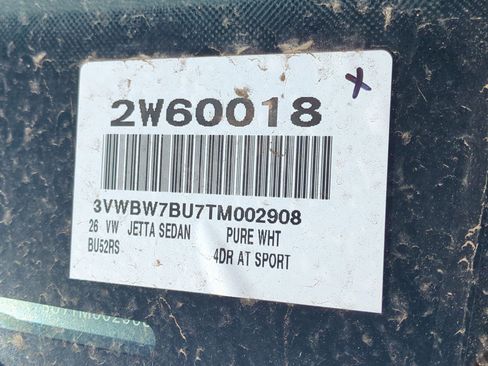 2W60018
3VWBW7BU7TM002908
26 VW JETTA SEDAN PURE WHT
BU52RS 4DR AT SPORT